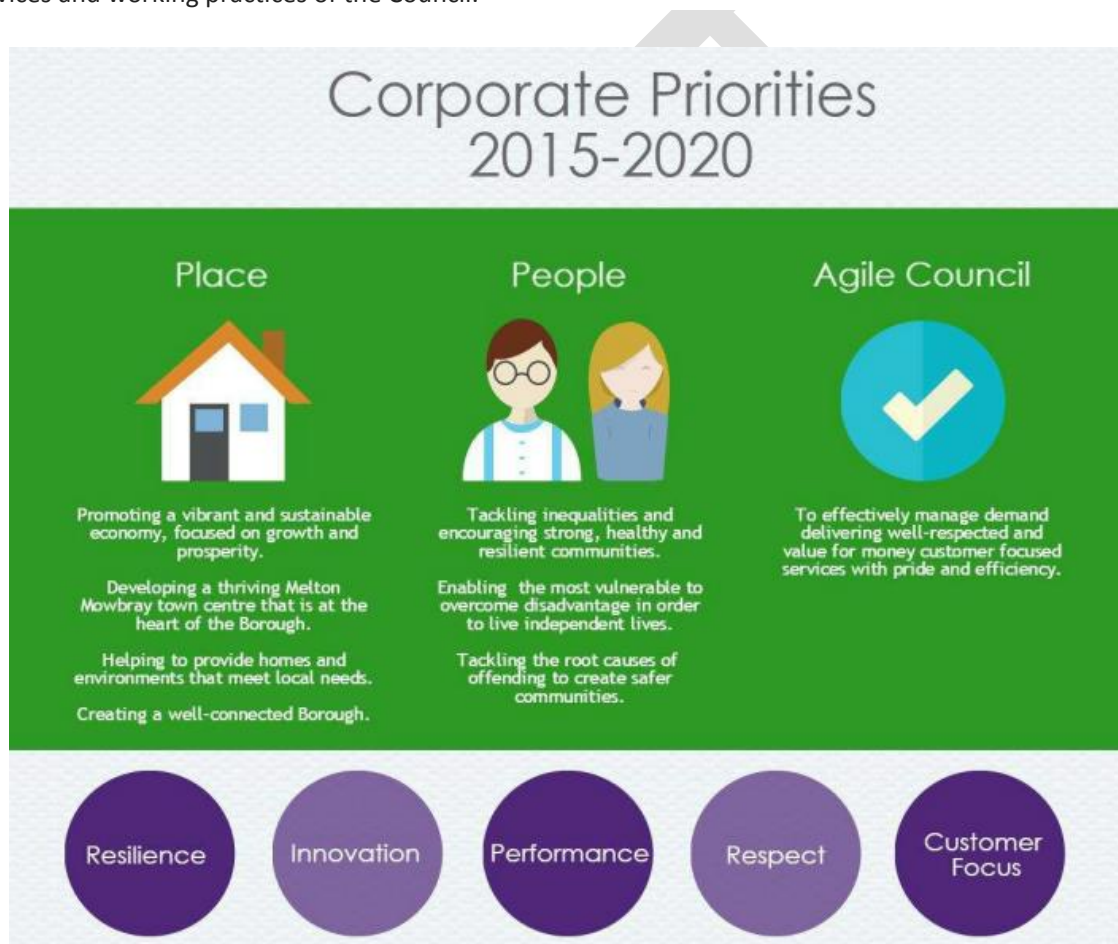 and working practices of the Council.
Corporate Priorities
2015-2020
Place
People
Agile Council
Promoting a vibrant and sustainable
economy, focused on growth and
prosperity.
Developing a thriving Melton
Mowbray town centre that is at the
heart of the Borough.
Helping to provide homes and
environments that meet local needs.
Creating a well-connected Borough.
Tackling inequalities and
encouraging strong, healthy and
resilient communities.
Enabling the most vulnerable to
overcome disadvantage in order
to live independent lives.
Tackling the root causes of
offending to create safer
communities.
To effectively manage demand
delivering well-respected and
value for money customer focused
services with pride and efficiency.
Resilience
Innovation
Performance
Respect
Customer
Focus